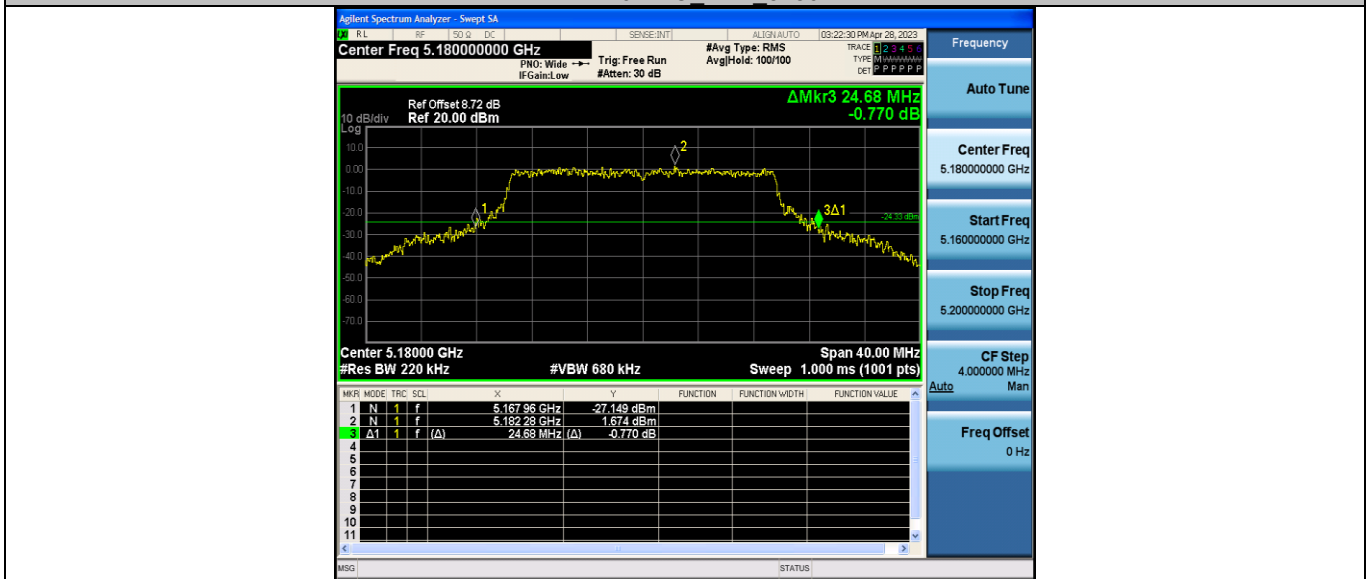 Agilent Spectrum Analyzer - Swept SA
RL RF 50 Ω DC SENSE:INT ALIGNAUTO 03:22:30 PM Apr 28, 2023
Center Freq 5.180000000 GHz
PNO: Wide
IFGain:Low
Trig: Free Run
#Atten: 30 dB
#Avg Type: RMS
Avg|Hold: 100/100
TRACE 1 2 3 4 5 6
TYPE M
DET P P P P P P
ΔMkr3 24.68 MHz
-0.770 dB
Ref Offset 8.72 dB
10 dB/div Ref 20.00 dBm
Log
10.0
0.00
-10.0
-20.0
-30.0
-40.0
-50.0
-60.0
-70.0
1
2
3Δ1
-24.33 dBm
Center 5.18000 GHz Span 40.00 MHz
#Res BW 220 kHz #VBW 680 kHz Sweep 1.000 ms (1001 pts)
MKR MODE TRC SCL X Y FUNCTION FUNCTION WIDTH FUNCTION VALUE
1 N 1 f 5.167 96 GHz -27.149 dBm
2 N 1 f 5.182 28 GHz 1.674 dBm
3 Δ1 1 f (Δ) 24.68 MHz (Δ) -0.770 dB
4
5
6
7
8
9
10
11
MSG STATUS
Frequency
Auto Tune
Center Freq
5.180000000 GHz
Start Freq
5.160000000 GHz
Stop Freq
5.200000000 GHz
CF Step
4.000000 MHz
Auto Man
Freq Offset
0 Hz